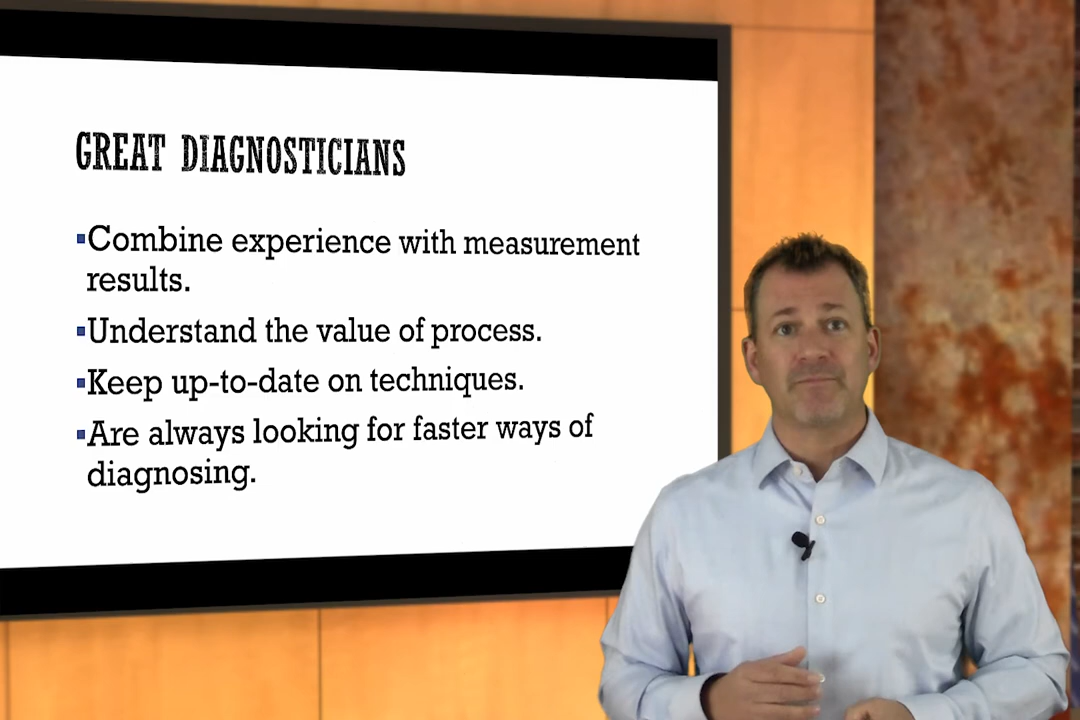 GREAT DIAGNOSTICIANS
▪Combine experience with measurement
results.
▪Understand the value of process.
▪Keep up-to-date on techniques.
▪Are always looking for faster ways of
diagnosing.